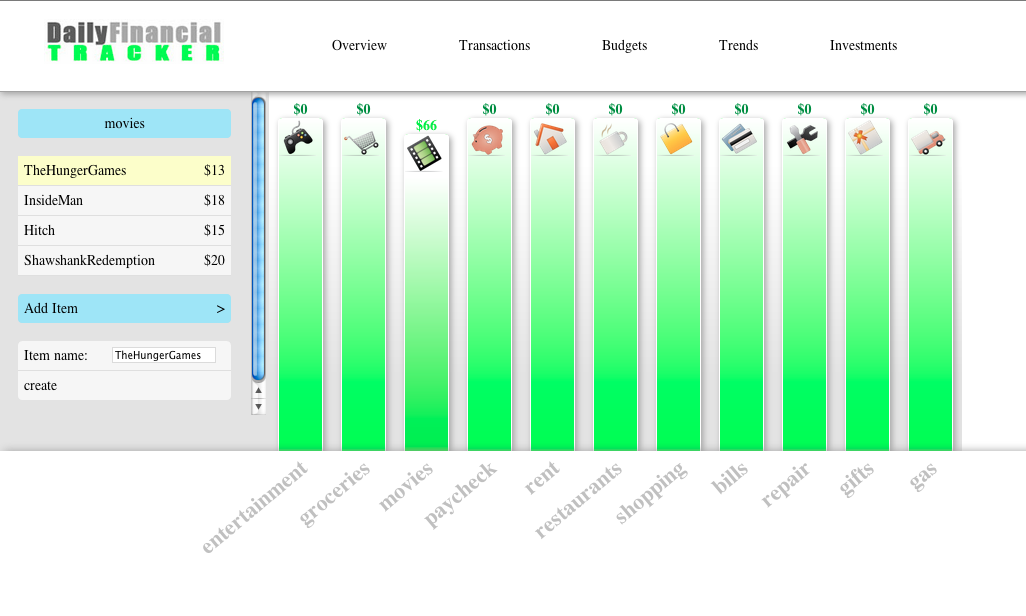 DailyFinancial
TRACKER
Overview Transactions Budgets Trends Investments
movies
TheHungerGames $13
InsideMan $18
Hitch $15
ShawshankRedemption $20
Add Item >
Item name: TheHungerGames
create
$0 $0 $66 $0 $0 $0 $0 $0 $0 $0 $0
entertainment groceries movies paycheck rent restaurants shopping bills repair gifts gas